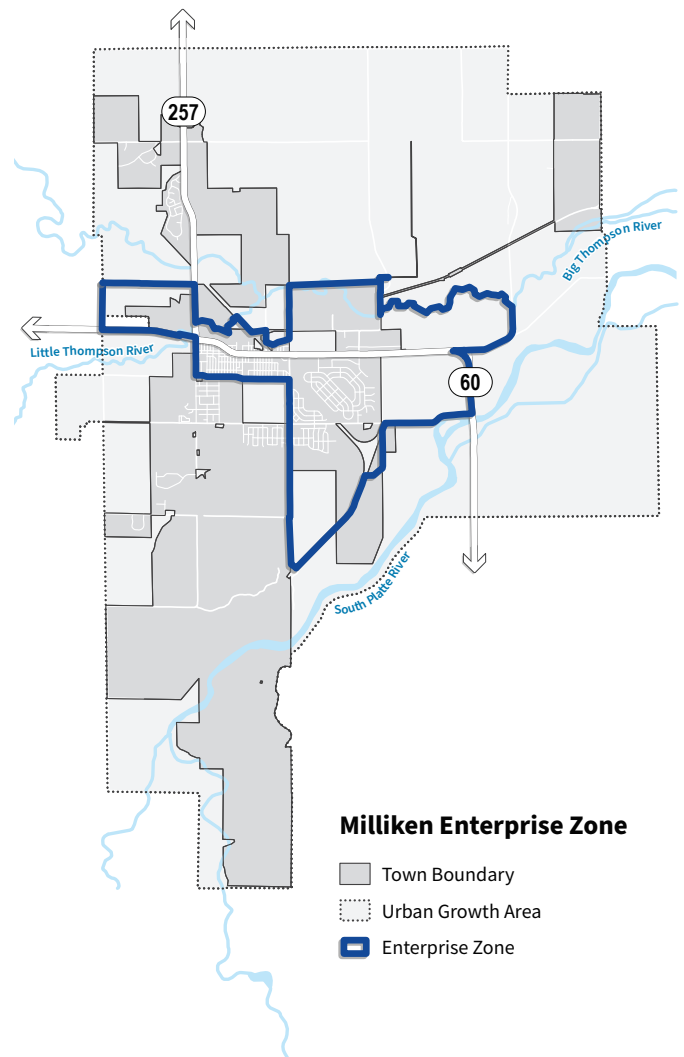 257
Big Thompson River
Little Thompson River
60
South Platte River
Milliken Enterprise Zone
Town Boundary
Urban Growth Area
Enterprise Zone